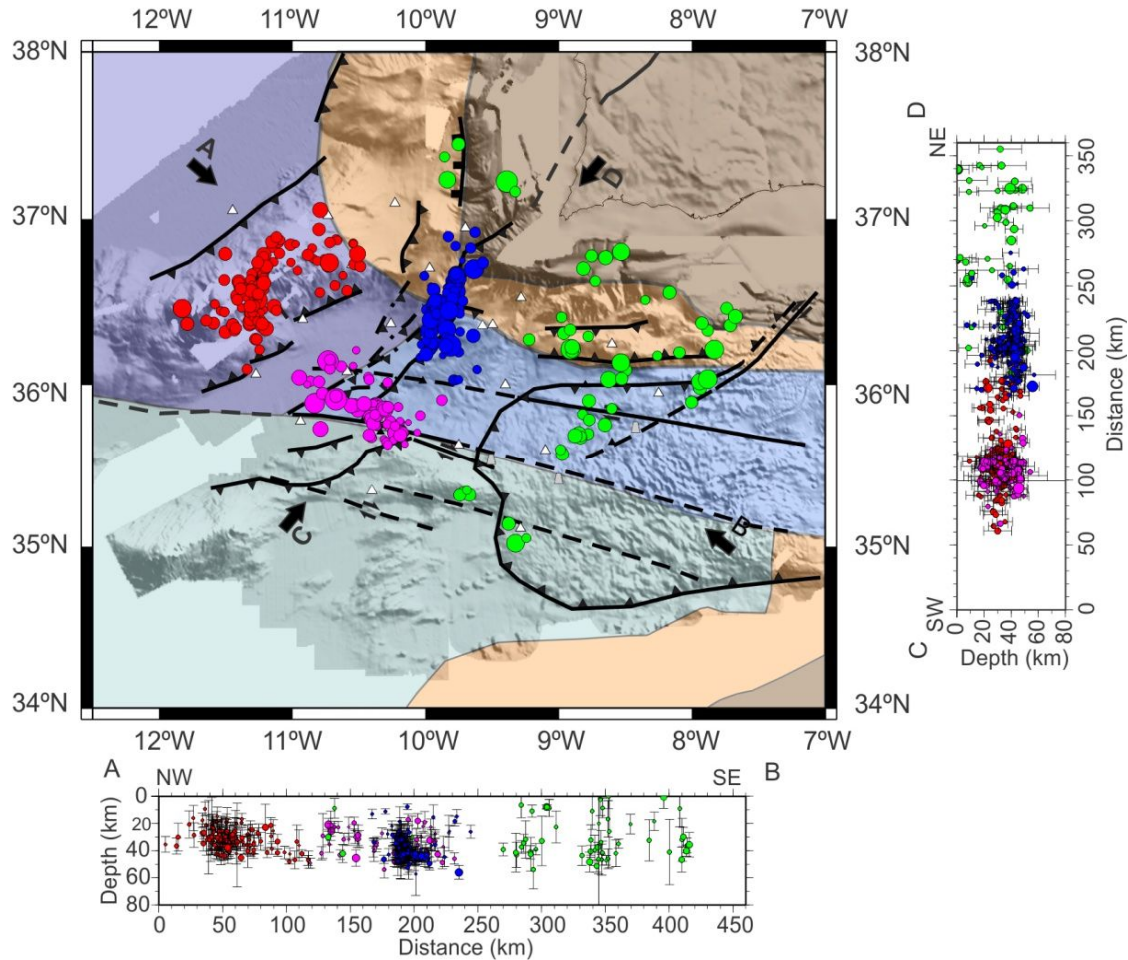 12ºW 11ºW 10ºW 9ºW 8ºW 7ºW
38ºN 38ºN
37ºN 37ºN
36ºN 36ºN
35ºN 35ºN
34ºN 34ºN
A
D
C
B
12ºW 11ºW 10ºW 9ºW 8ºW 7ºW
D
NE
350
300
250
200
150
100
50
0
Distance (km)
0 20 40 60 80
Depth (km)
SW
C
A NW SE B
0
20
40
60
80
Depth (km)
0 50 100 150 200 250 300 350 400 450
Distance (km)